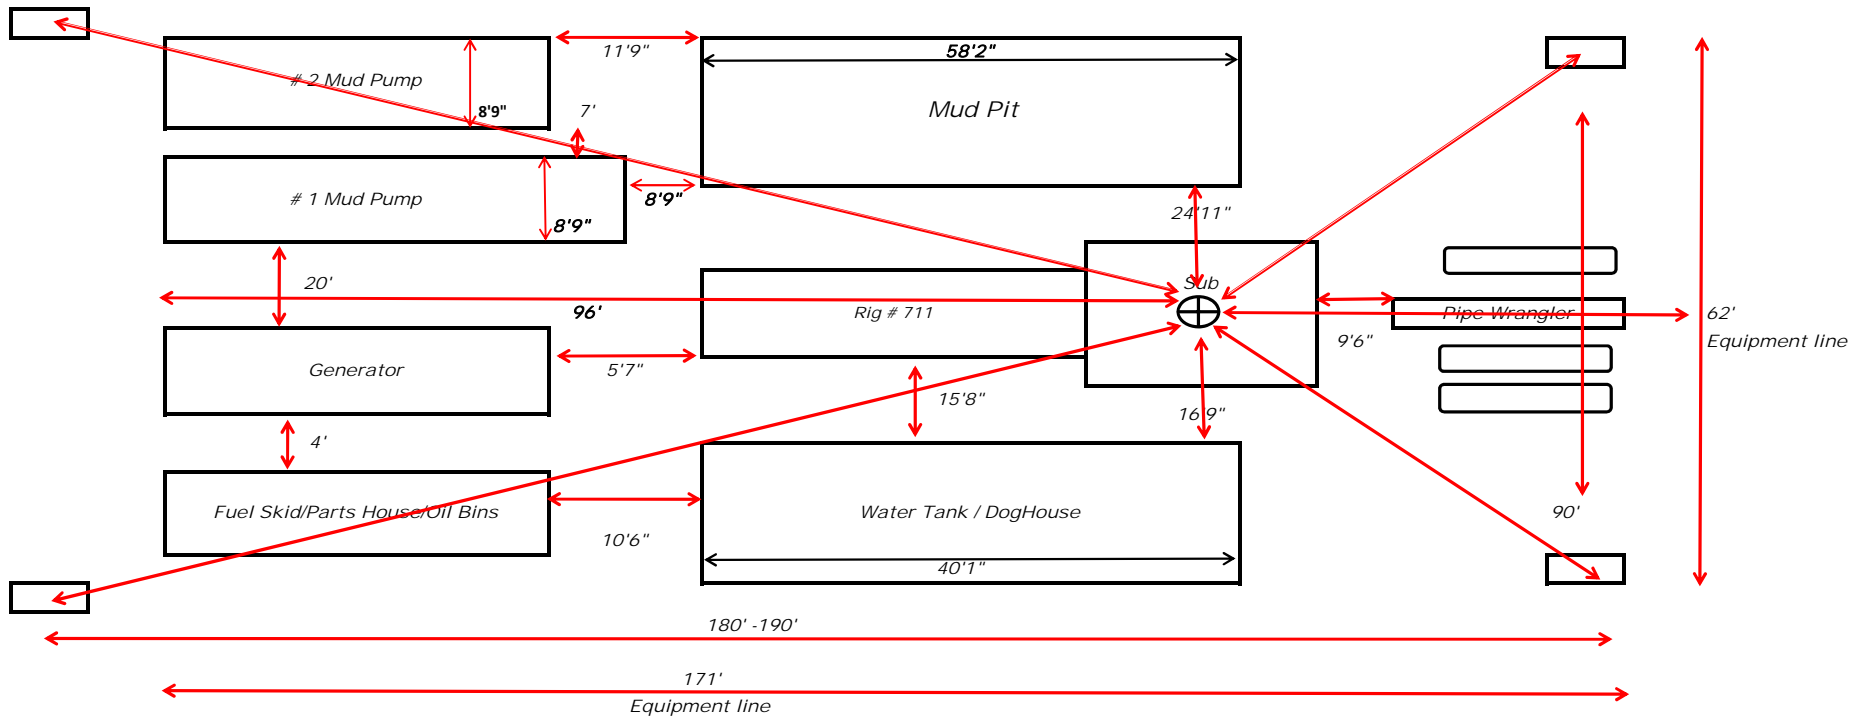 11'9"
58'2"
# 2 Mud Pump
8'9"
7'
Mud Pit
# 1 Mud Pump
8'9"
8'9"
24'11"
20'
Sub
96'
Rig # 711
Pipe Wrangler
62'
9'6"
Equipment line
Generator
5'7"
15'8"
16'9"
4'
Fuel Skid/Parts House/Oil Bins
Water Tank / DogHouse
90'
10'6"
40'1"
180' -190'
171'
Equipment line